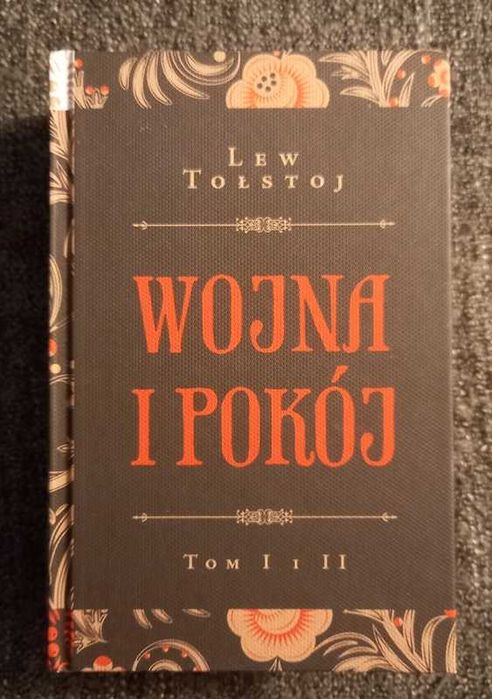 LEW
TOŁSTOJ
WOJNA
I POKÓJ
TOM I i II